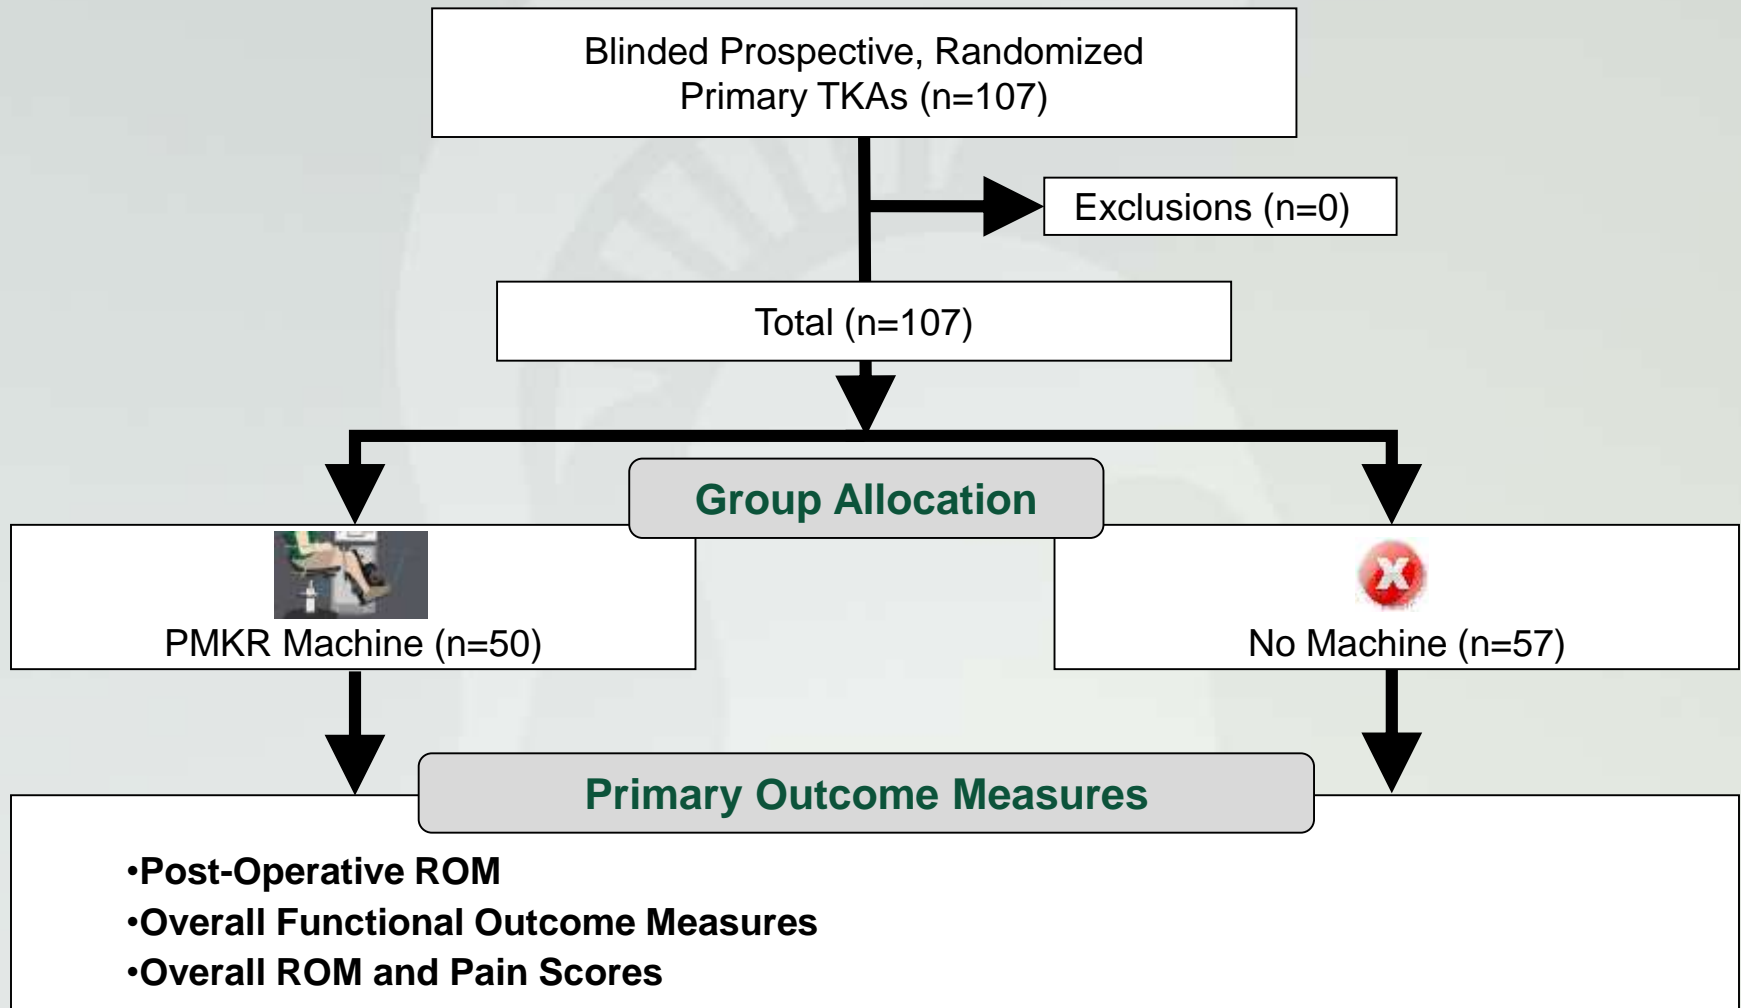 Blinded Prospective, Randomized
Primary TKAs (n=107)
Exclusions (n=0)
Total (n=107)
Group Allocation
X
PMKR Machine (n=50)
No Machine (n=57)
Primary Outcome Measures
•Post-Operative ROM
•Overall Functional Outcome Measures
•Overall ROM and Pain Scores